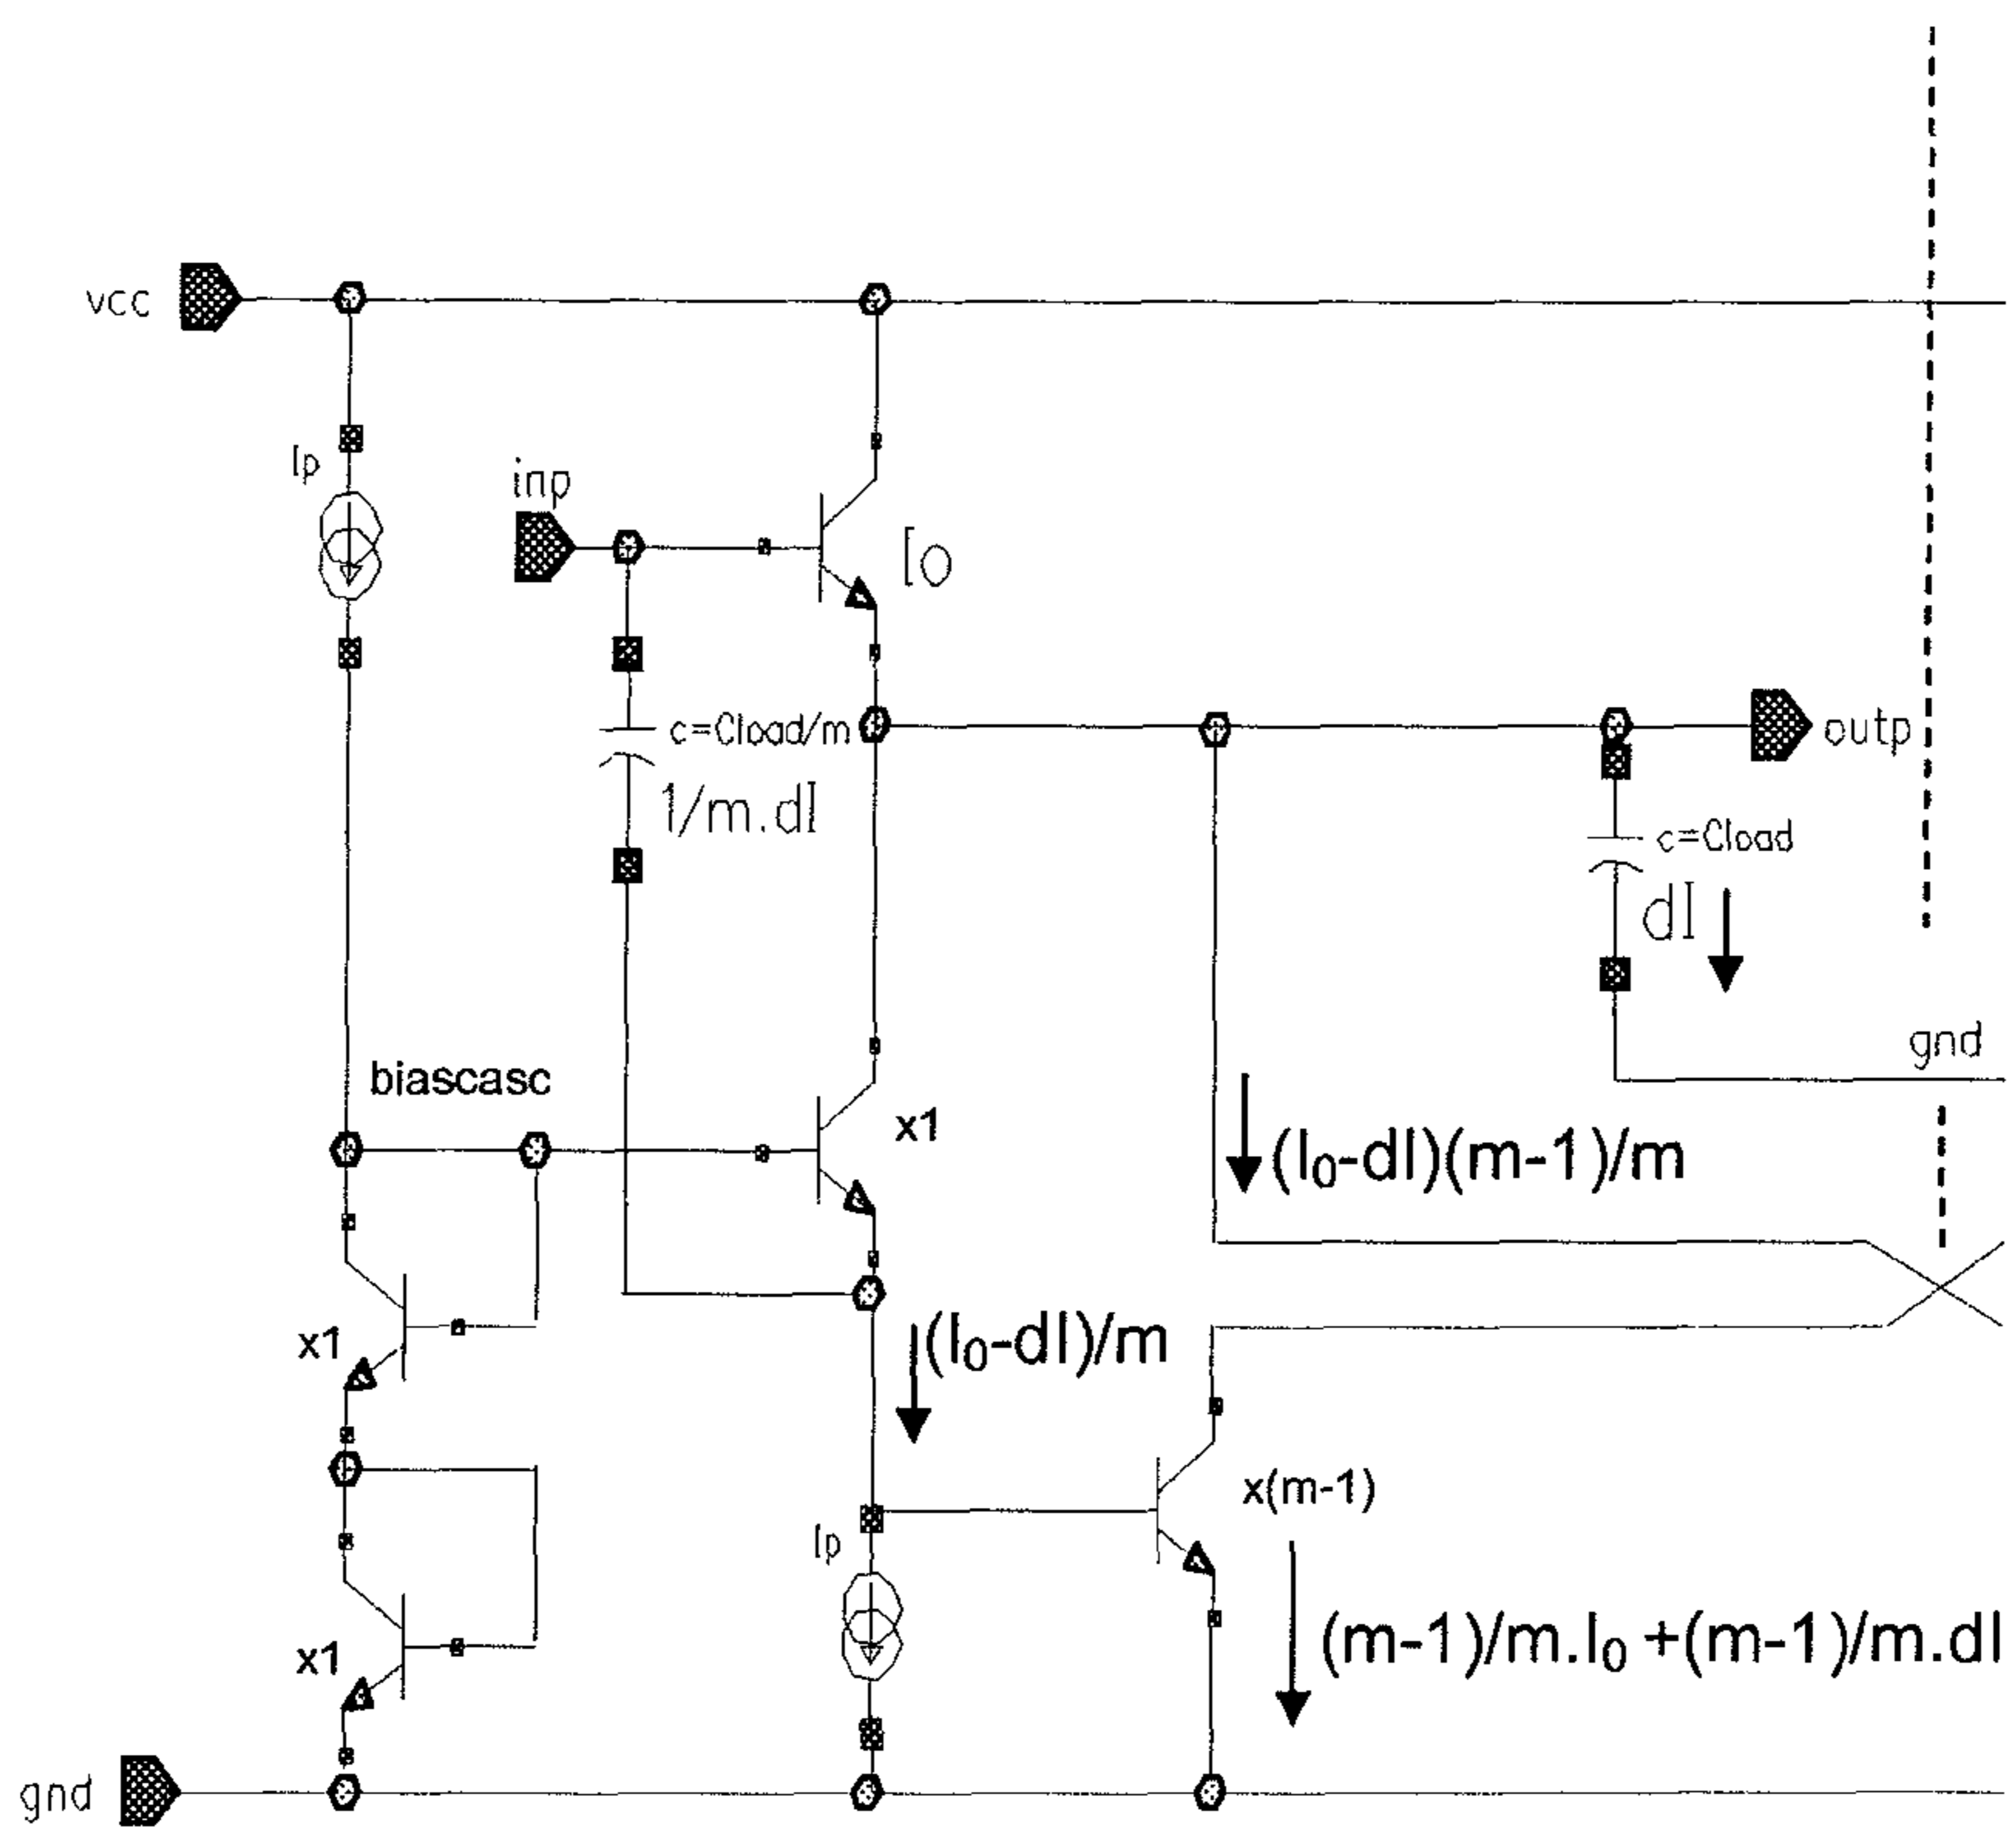 vcc
Ip
inp
IO
c=Cload/m
outp
1/m.dI
c=Cload
dI
gnd
biascasc
x1
(I₀-dI)(m-1)/m
x1
(I₀-dI)/m
x(m-1)
Ip
x1
(m-1)/m.I₀ +(m-1)/m.dI
gnd